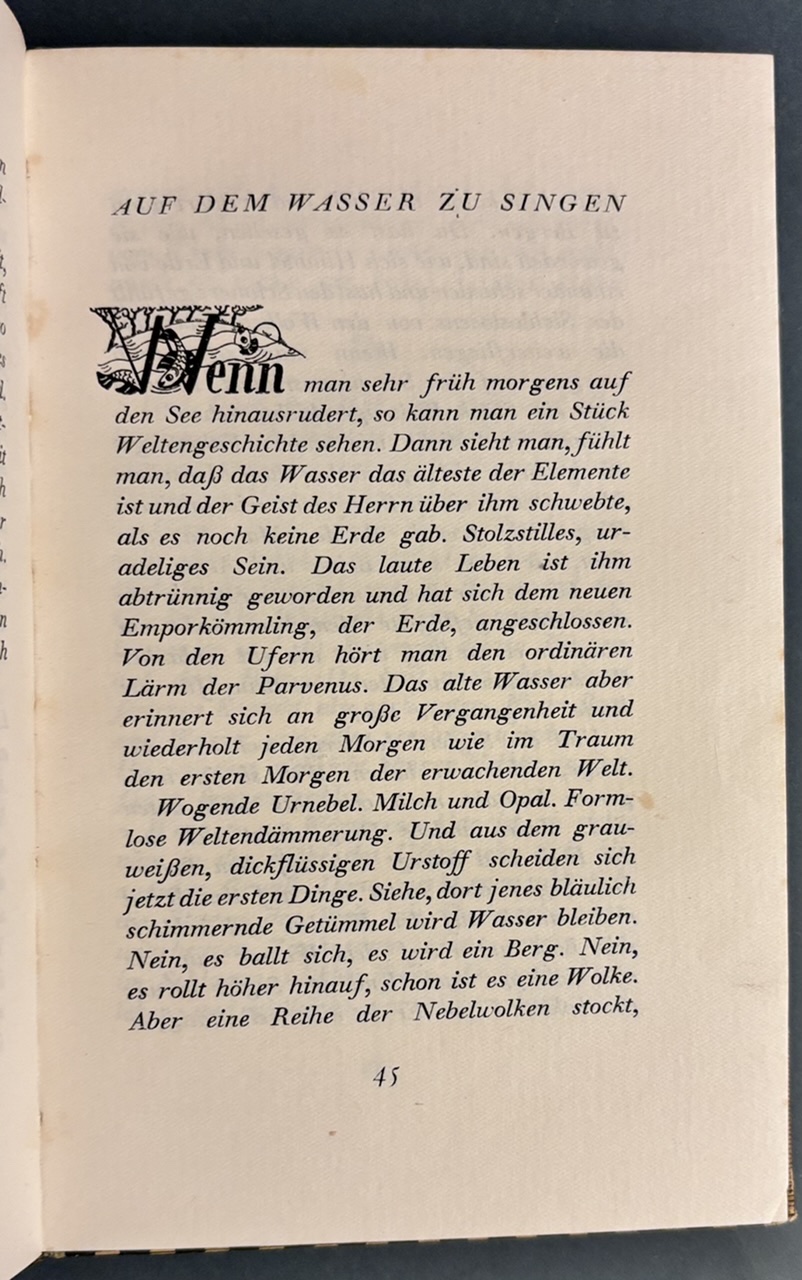 AUF DEM WASSER ZU SINGEN
Wenn man sehr früh morgens auf
den See hinausrudert, so kann man ein Stück
Weltengeschichte sehen. Dann sieht man, fühlt
man, daß das Wasser das älteste der Elemente
ist und der Geist des Herrn über ihm schwebte,
als es noch keine Erde gab. Stolzstilles, ur-
adeliges Sein. Das laute Leben ist ihm
abtrünnig geworden und hat sich dem neuen
Emporkömmling, der Erde, angeschlossen.
Von den Ufern hört man den ordinären
Lärm der Parvenus. Das alte Wasser aber
erinnert sich an große Vergangenheit und
wiederholt jeden Morgen wie im Traum
den ersten Morgen der erwachenden Welt.
Wogende Urnebel. Milch und Opal. Form-
lose Weltendämmerung. Und aus dem grau-
weißen, dickflüssigen Urstoff scheiden sich
jetzt die ersten Dinge. Siehe, dort jenes bläulich
schimmernde Getümmel wird Wasser bleiben.
Nein, es ballt sich, es wird ein Berg. Nein,
es rollt höher hinauf, schon ist es eine Wolke.
Aber eine Reihe der Nebelwolken stockt,
45